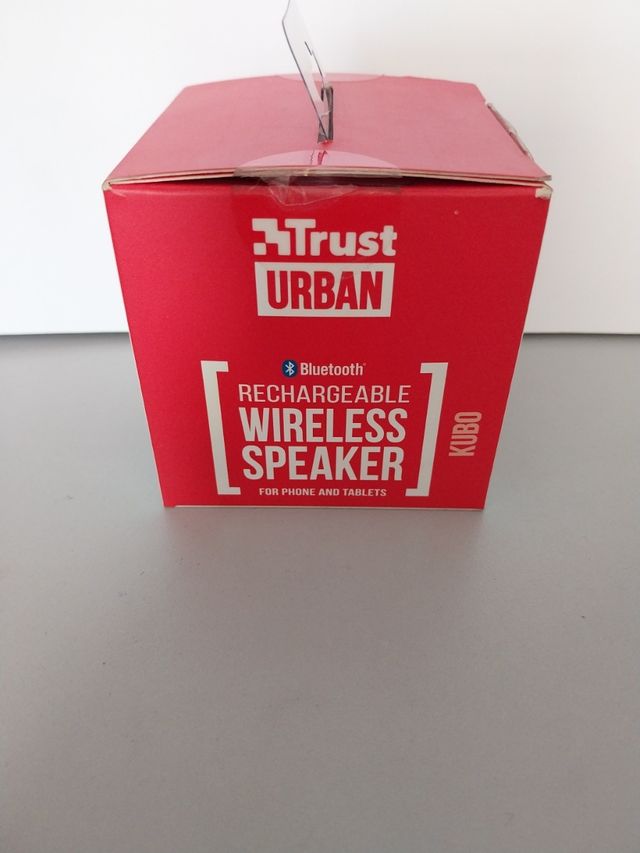 Trust
URBAN
Bluetooth®
RECHARGEABLE
WIRELESS
SPEAKER
FOR PHONE AND TABLETS
KUBO